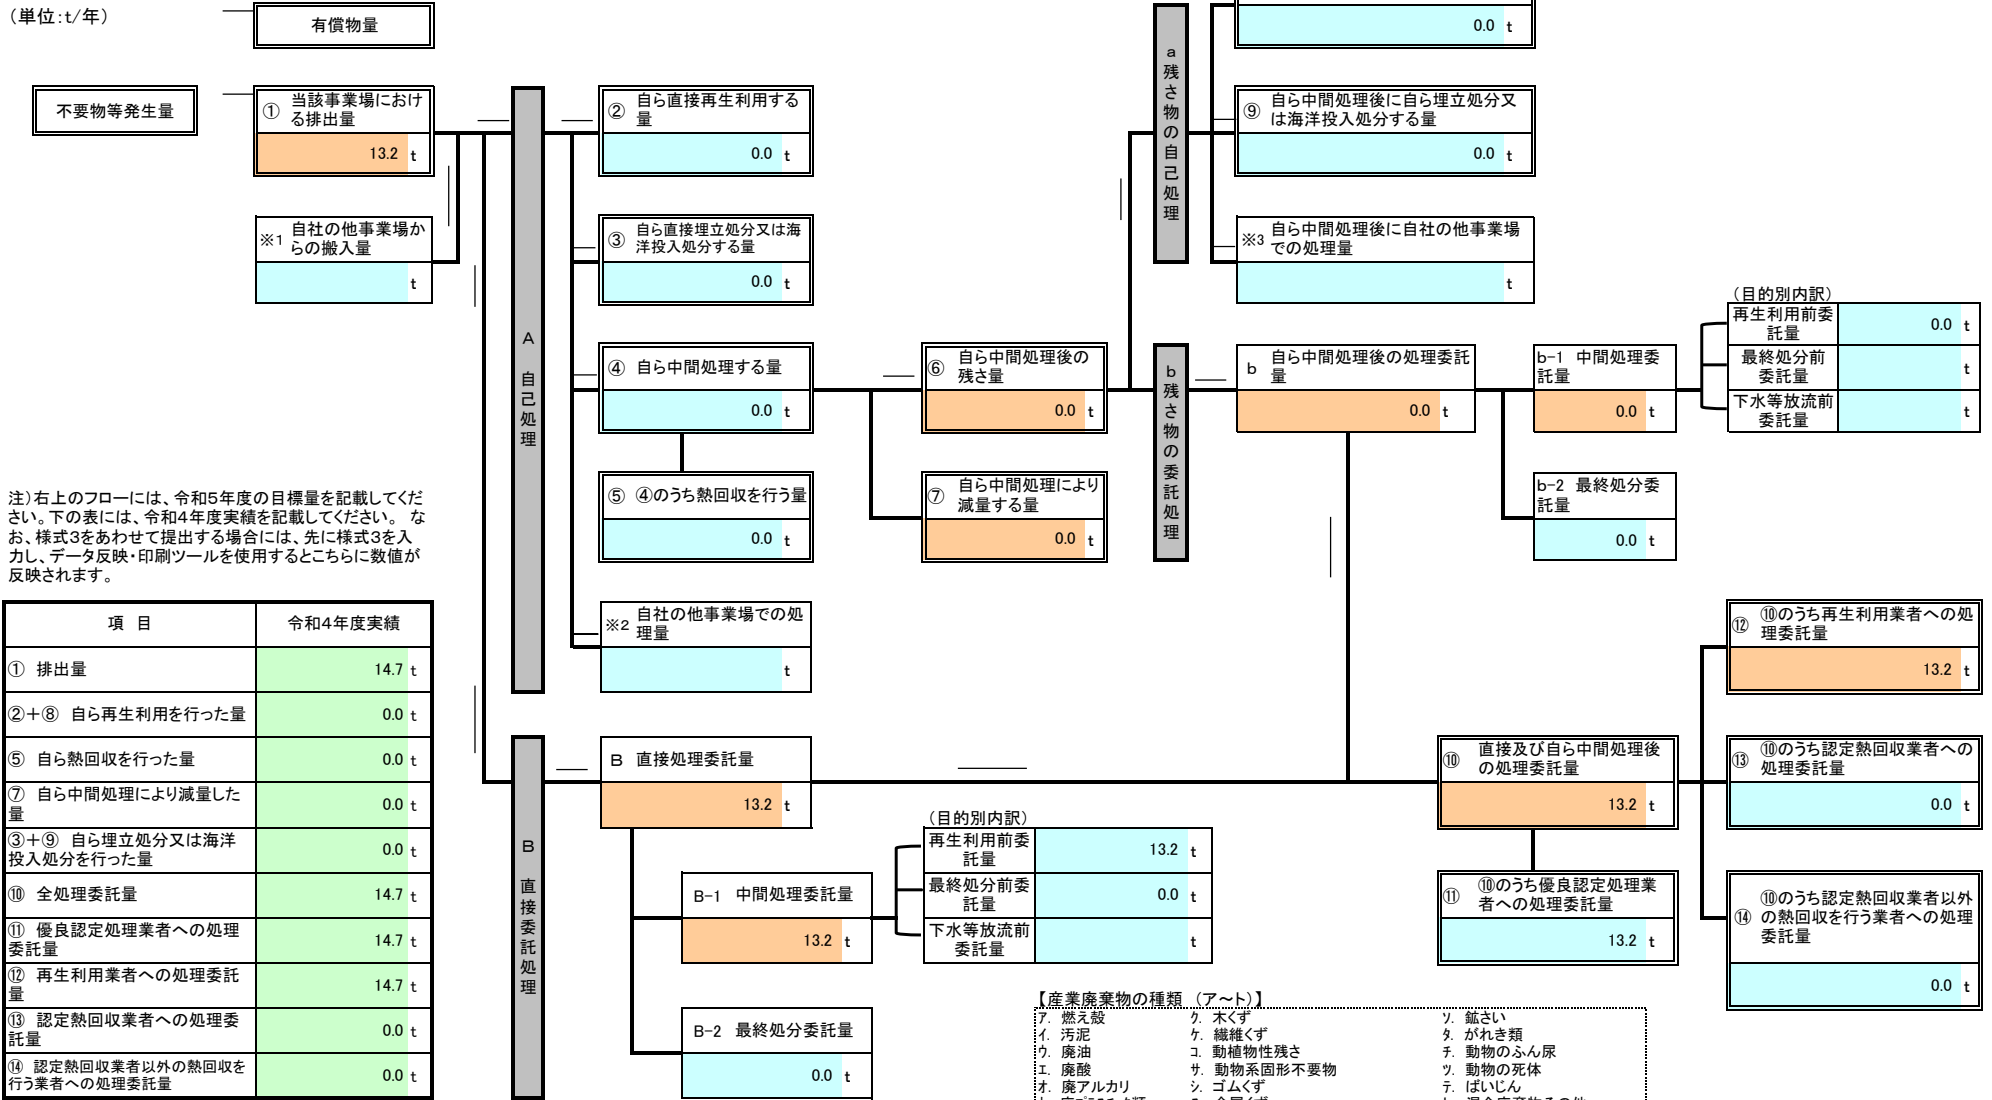 （単位：t/年）
有償物量
不要物等発生量
① 当該事業場におけ
る排出量
13.2 t
※1 自社の他事業場か
らの搬入量
t
A 自己処理
② 自ら直接再生利用する
量
0.0 t
③ 自ら直接埋立処分又は海
洋投入処分する量
0.0 t
④ 自ら中間処理する量
0.0 t
⑤ ④のうち熱回収を行う量
0.0 t
※2 自社の他事業場での処
理量
t
⑥ 自ら中間処理後の
残さ量
0.0 t
⑦ 自ら中間処理により
減量する量
0.0 t
a 残さ物の自己処理
0.0 t
⑨ 自ら中間処理後に自ら埋立処分又
は海洋投入処分する量
0.0 t
※3 自ら中間処理後に自社の他事業場
での処理量
t
b 残さ物の委託処理
b 自ら中間処理後の処理委託
量
0.0 t
b-1 中間処理委
託量
0.0 t
b-2 最終処分委
託量
0.0 t
（目的別内訳）
再生利用前委
託量
0.0 t
最終処分前
委託量
t
下水等放流前
委託量
t
注）右上のフローには、令和5年度の目標量を記載してくだ
さい。下の表には、令和4年度実績を記載してください。 な
お、様式3をあわせて提出する場合には、先に様式3を入
力し、データ反映・印刷ツールを使用するとこちらに数値が
反映されます。
項 目 令和4年度実績
① 排出量 14.7 t
②＋⑧ 自ら再生利用を行った量 0.0 t
⑤ 自ら熱回収を行った量 0.0 t
⑦ 自ら中間処理により減量した
量 0.0 t
③＋⑨ 自ら埋立処分又は海洋
投入処分を行った量 0.0 t
⑩ 全処理委託量 14.7 t
⑪ 優良認定処理業者への処理
委託量 14.7 t
⑫ 再生利用業者への処理委託
量 14.7 t
⑬ 認定熱回収業者への処理委
託量 0.0 t
⑭ 認定熱回収業者以外の熱回収を
行う業者への処理委託量 0.0 t
B 直接委託処理
B 直接処理委託量
13.2 t
B-1 中間処理委託量
13.2 t
B-2 最終処分委託量
0.0 t
（目的別内訳）
再生利用前委
託量
13.2 t
最終処分前委
託量
0.0 t
下水等放流前
委託量
t
⑩ 直接及び自ら中間処理後
の処理委託量
13.2 t
⑪ ⑩のうち優良認定処理業
者への処理委託量
13.2 t
⑫ ⑩のうち再生利用業者への処
理委託量
13.2 t
⑬ ⑩のうち認定熱回収業者への
処理委託量
0.0 t
⑭ ⑩のうち認定熱回収業者以外
の熱回収を行う業者への処理
委託量
0.0 t
【産業廃棄物の種類 （ア～ト）】
ア. 燃え殻 ク. 木くず ソ. 鉱さい
イ. 汚泥 ケ. 繊維くず タ. がれき類
ウ. 廃油 コ. 動植物性残さ チ. 動物のふん尿
エ. 廃酸 サ. 動物系固形不要物 ツ. 動物の死体
オ. 廃アルカリ シ. ゴムくず テ. ばいじん